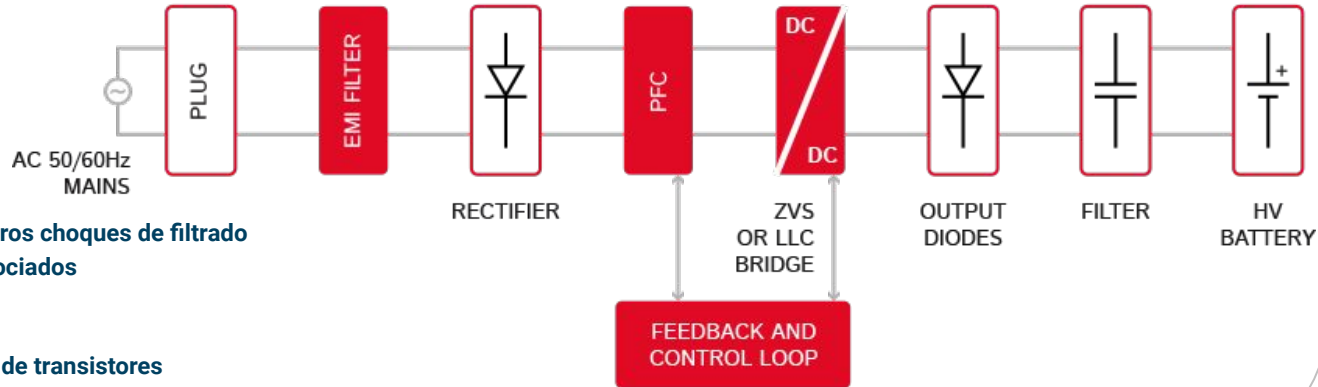 AC 50/60Hz
MAINS
PLUG
EMI FILTER
RECTIFIER
PFC
DC
DC
ZVS
OR LLC
BRIDGE
OUTPUT
DIODES
FILTER
+
HV
BATTERY
FEEDBACK AND
CONTROL LOOP
ros choques de filtrado
ociados
de transistores